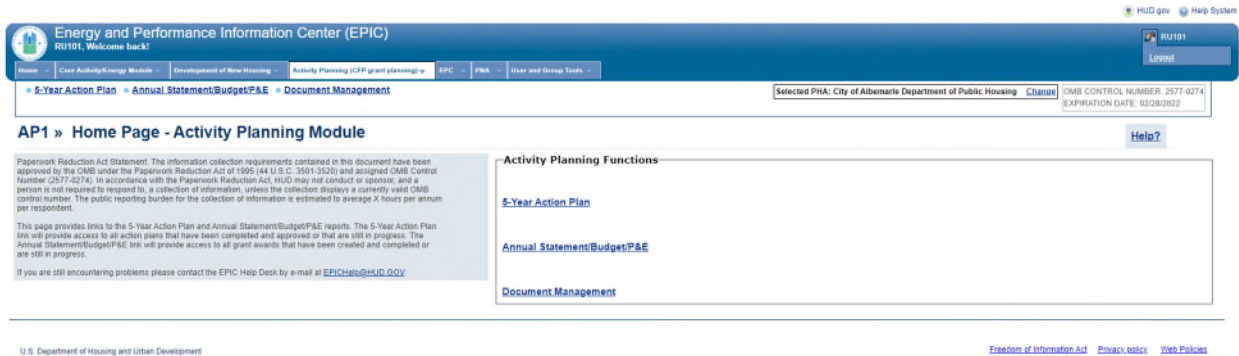 HUD.gov Help System
Energy and Performance Information Center (EPIC)
RU101, Welcome back!
RU101
Logout
Home Core Activity/Energy Module Development of New Housing Activity Planning (CFP grant planning) EPC PNA User and Group Tools
5-Year Action Plan Annual Statement/Budget/P&E Document Management
Selected PHA: City of Albemarle Department of Public Housing Change
OMB CONTROL NUMBER: 2577-0274
EXPIRATION DATE: 02/28/2022
AP1 » Home Page - Activity Planning Module
Help?
Paperwork Reduction Act Statement. The information collection requirements contained in this document have been
approved by the OMB under the Paperwork Reduction Act of 1995 (44 U.S.C. 3501-3520) and assigned OMB Control
Number (2577-0274). In accordance with the Paperwork Reduction Act, HUD may not conduct or sponsor, and a
person is not required to respond to, a collection of information, unless the collection displays a currently valid OMB
control number. The public reporting burden for the collection of information is estimated to average X hours per annum
per respondent.
This page provides links to the 5-Year Action Plan and Annual Statement/Budget/P&E reports. The 5-Year Action Plan
link will provide access to all action plans that have been completed and approved or that are still in progress. The
Annual Statement/Budget/P&E link will provide access to all grant awards that have been created and completed or
are still in progress.
If you are still encountering problems please contact the EPIC Help Desk by e-mail at EPICHelp@HUD.GOV
Activity Planning Functions
5-Year Action Plan
Annual Statement/Budget/P&E
Document Management
U.S. Department of Housing and Urban Development
Freedom of Information Act Privacy policy Web Policies